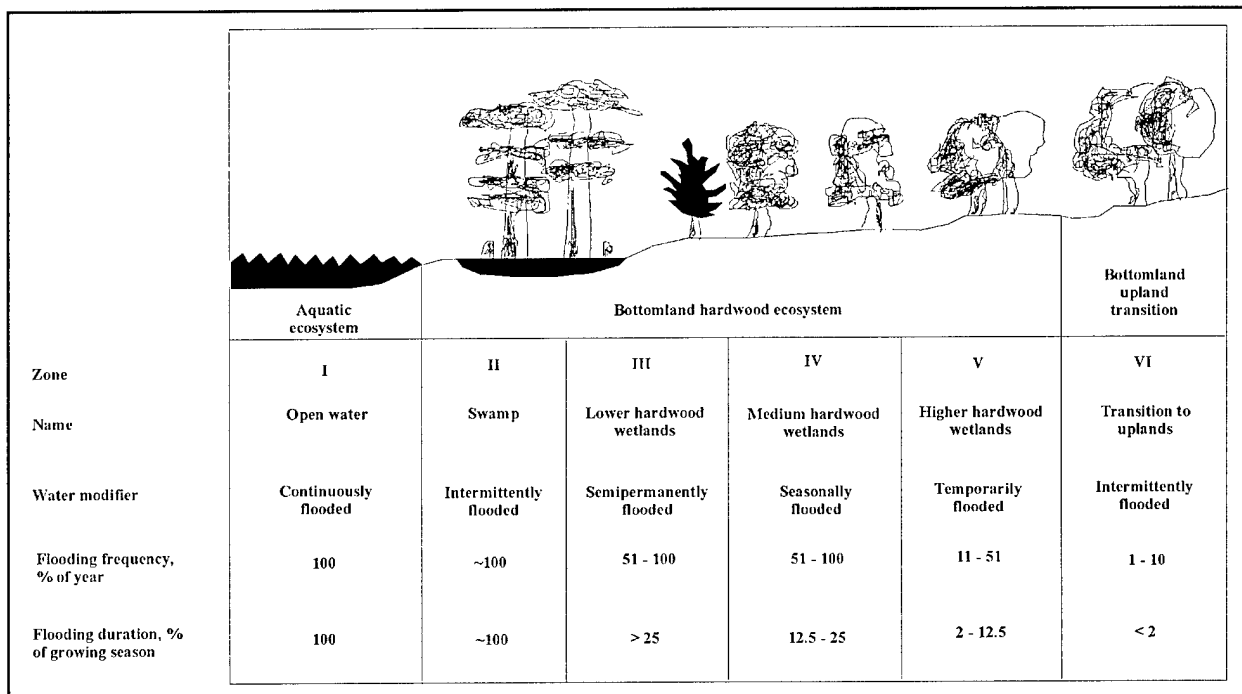 Aquatic
ecosystem
Bottomland hardwood ecosystem
Bottomland
upland
transition
Zone
I
II
III
IV
V
VI
Name
Open water
Swamp
Lower hardwood
wetlands
Medium hardwood
wetlands
Higher hardwood
wetlands
Transition to
uplands
Water modifier
Continuously
flooded
Intermittently
flooded
Semipermanently
flooded
Seasonally
flooded
Temporarily
flooded
Intermittently
flooded
Flooding frequency,
% of year
100
~100
51 - 100
51 - 100
11 - 51
1 - 10
Flooding duration, %
of growing season
100
~100
> 25
12.5 - 25
2 - 12.5
< 2